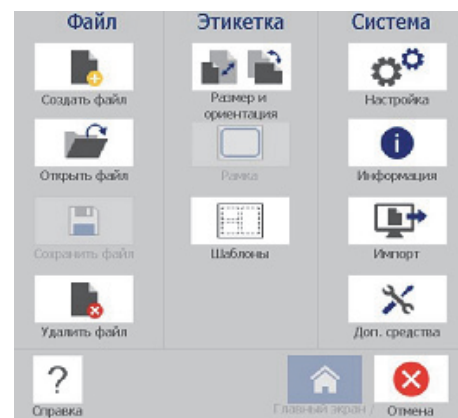 Файл
Этикетка
Система
Создать файл
Размер и
ориентация
Настройка
Открыть файл
Рамка
Информация
Сохранить файл
Шаблоны
Импорт
Удалить файл
Доп. средства
Справка
Главный экран /
Отмена